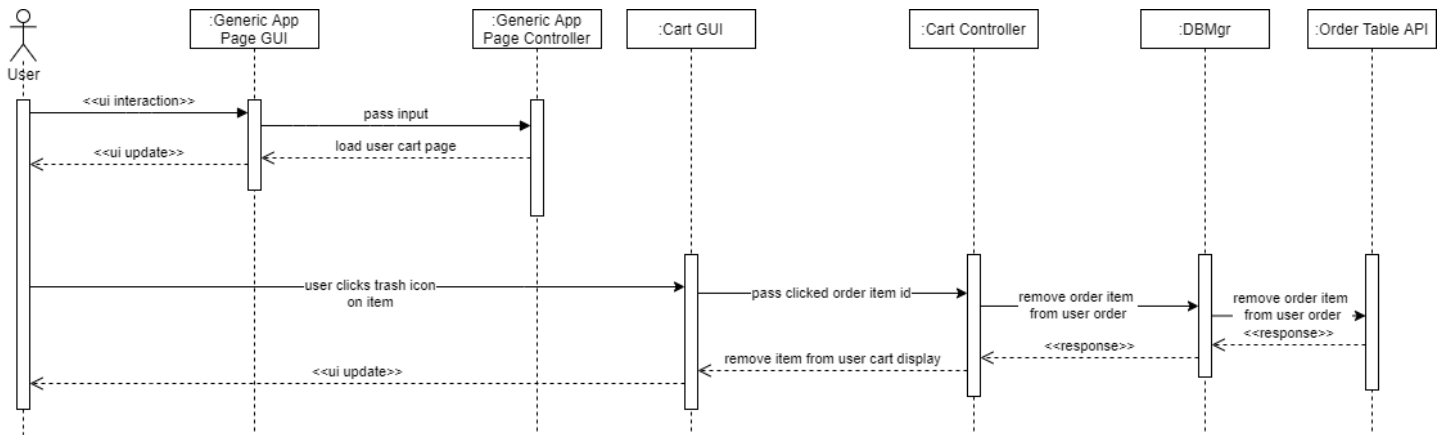 :Generic App
Page GUI
:Generic App
Page Controller
:Cart GUI
:Cart Controller
:DBMgr
:Order Table API
User
<<ui interaction>>
pass input
load user cart page
<<ui update>>
user clicks trash icon
on item
pass clicked order item id
remove order item
from user order
remove order item
from user order
<<response>>
<<response>>
remove item from user cart display
<<ui update>>